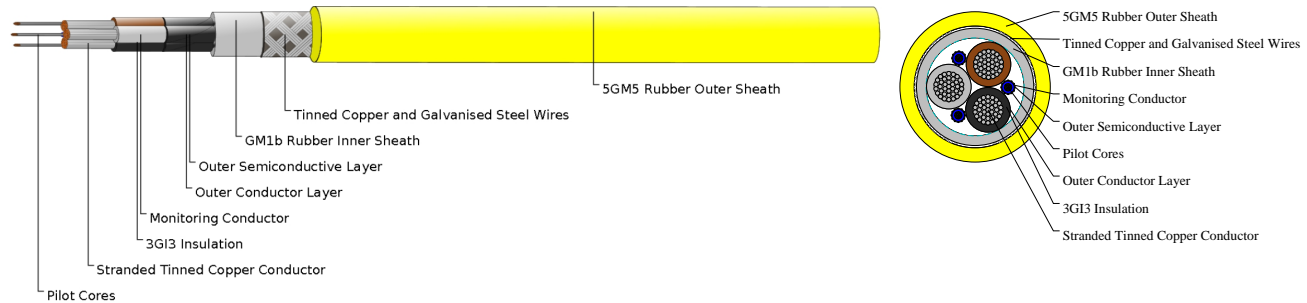 5GM5 Rubber Outer Sheath
Tinned Copper and Galvanised Steel Wires
GM1b Rubber Inner Sheath
Outer Semiconductive Layer
Outer Conductor Layer
Monitoring Conductor
3GI3 Insulation
Stranded Tinned Copper Conductor
Pilot Cores
5GM5 Rubber Outer Sheath
Tinned Copper and Galvanised Steel Wires
GM1b Rubber Inner Sheath
Monitoring Conductor
Outer Semiconductive Layer
Pilot Cores
Outer Conductor Layer
3GI3 Insulation
Stranded Tinned Copper Conductor